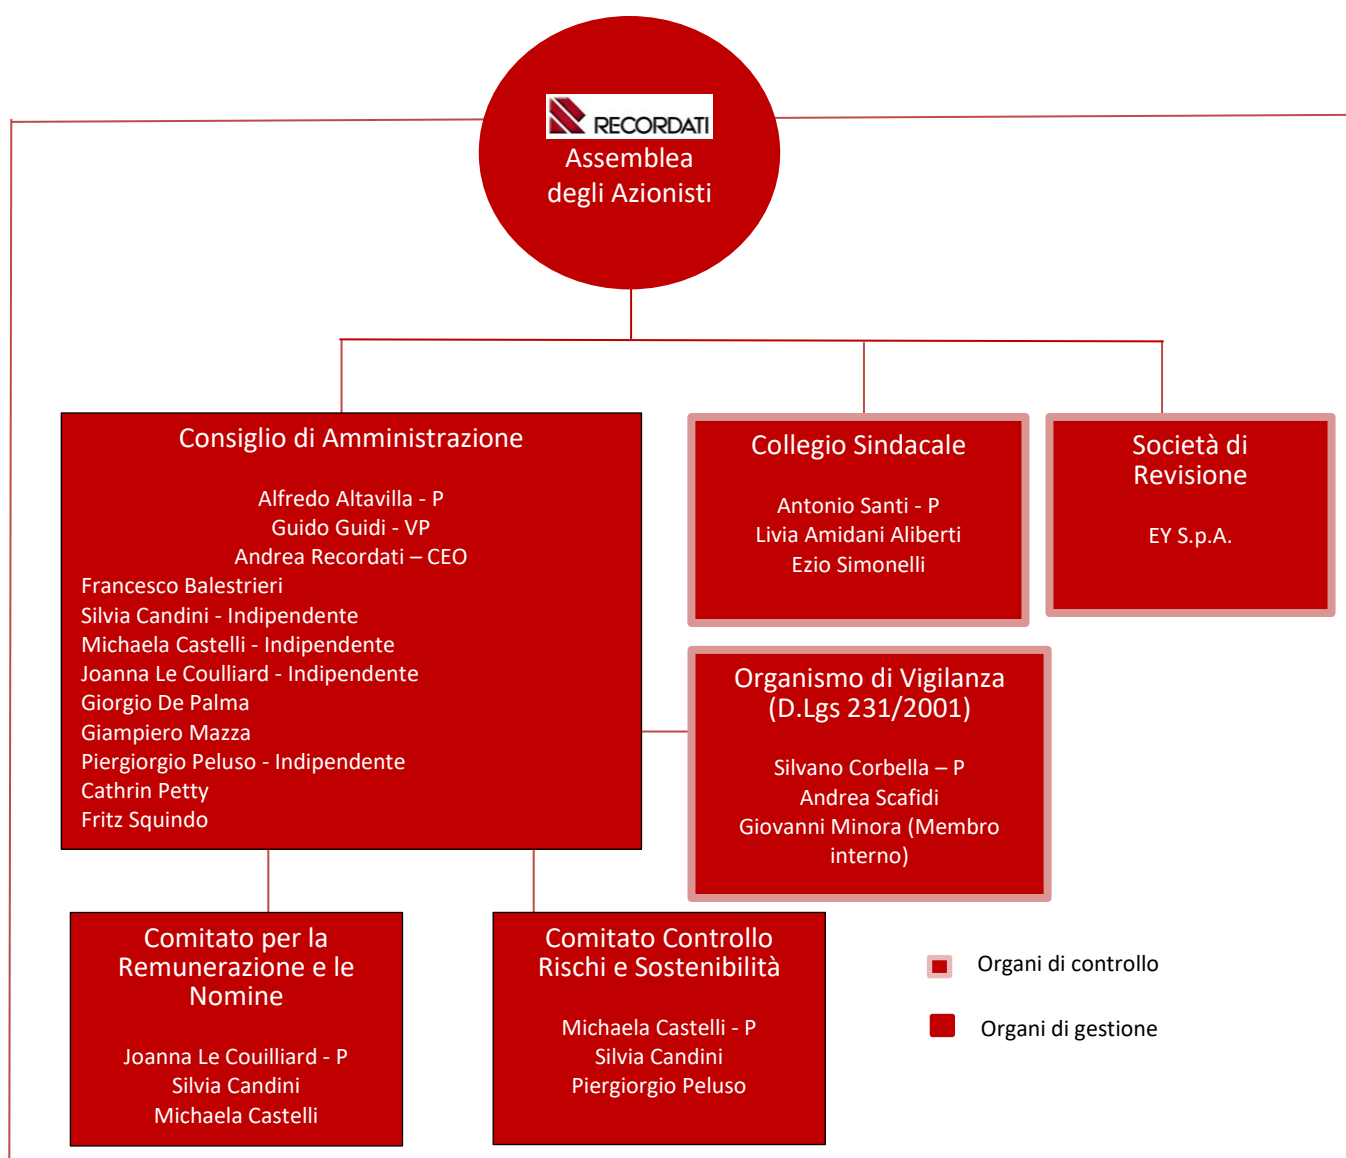 RECORDATI
Assemblea
degli Azionisti
Consiglio di Amministrazione
Alfredo Altavilla - P
Guido Guidi - VP
Andrea Recordati – CEO
Francesco Balestrieri
Silvia Candini - Indipendente
Michaela Castelli - Indipendente
Joanna Le Coulliard - Indipendente
Giorgio De Palma
Giampiero Mazza
Piergiorgio Peluso - Indipendente
Cathrin Petty
Fritz Squindo
Collegio Sindacale
Antonio Santi - P
Livia Amidani Aliberti
Ezio Simonelli
Società di
Revisione
EY S.p.A.
Organismo di Vigilanza
(D.Lgs 231/2001)
Silvano Corbella – P
Andrea Scafidi
Giovanni Minora (Membro
interno)
Comitato per la
Remunerazione e le
Nomine
Joanna Le Couilliard - P
Silvia Candini
Michaela Castelli
Comitato Controllo
Rischi e Sostenibilità
Michaela Castelli - P
Silvia Candini
Piergiorgio Peluso
Organi di controllo
Organi di gestione